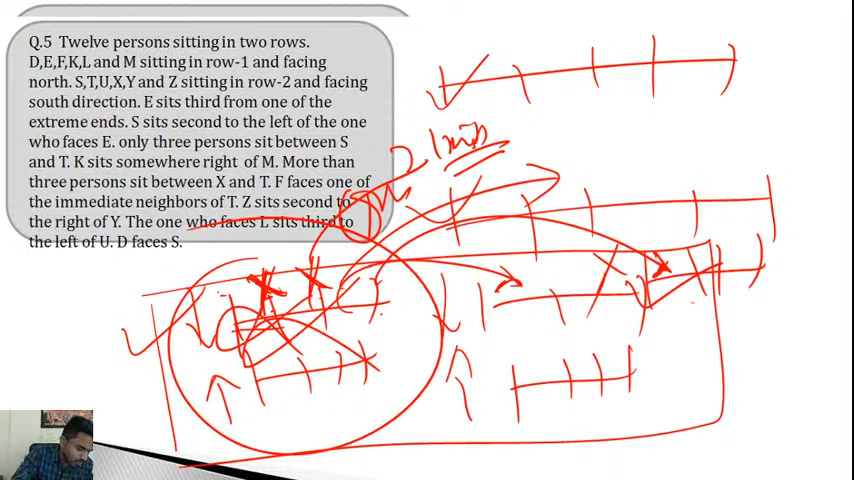 Q.5 Twelve persons sitting in two rows.
D,E,F,K,L and M sitting in row-1 and facing
north. S,T,U,X,Y and Z sitting in row-2 and facing
south direction. E sits third from one of the
extreme ends. S sits second to the left of the one
who faces E. only three persons sit between S
and T. K sits somewhere right of M. More than
three persons sit between X and T. F faces one of
the immediate neighbors of T. Z sits second to
the right of Y. The one who faces L sits third to
the left of U. D faces S.